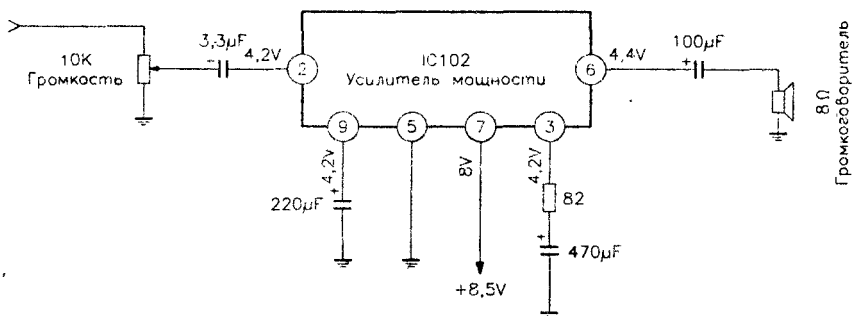 10K
Громкость
3,3µF
4,2V
2
IC102
Усилитель мощности
6
4,4V
100µF
+
8Ω
Громкоговоритель
9
5
7
3
4,2V
8V
4,2V
+
220µF
82
+
470µF
+8,5V